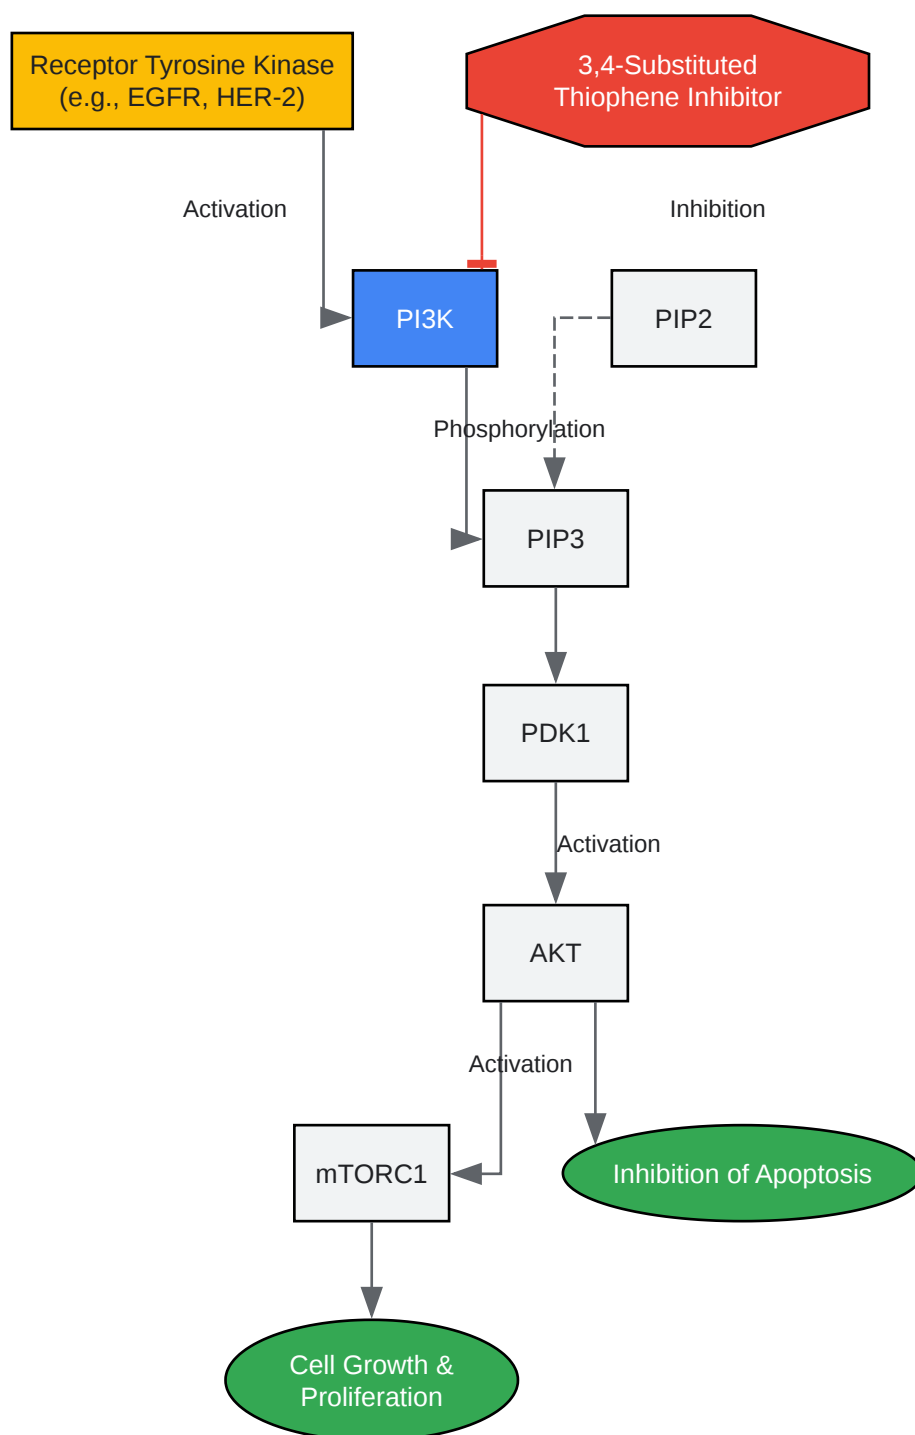 Receptor Tyrosine Kinase
(e.g., EGFR, HER-2)
3,4-Substituted
Thiophene Inhibitor
Activation
Inhibition
PI3K
PIP2
Phosphorylation
PIP3
PDK1
Activation
AKT
Activation
mTORC1
Inhibition of Apoptosis
Cell Growth &
Proliferation